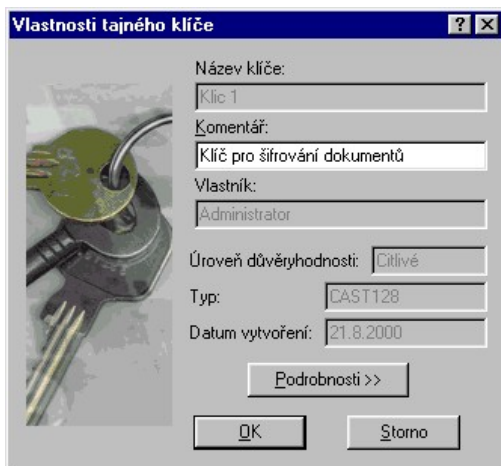 Vlastnosti tajného klíče
Název klíče:
Klic 1
Komentář:
Klíč pro šifrování dokumentů
Vlastník:
Administrator
Úroveň důvěryhodnosti: Citlivé
Typ: CAST128
Datum vytvoření: 21.8.2000
Podrobnosti >>
OK Storno